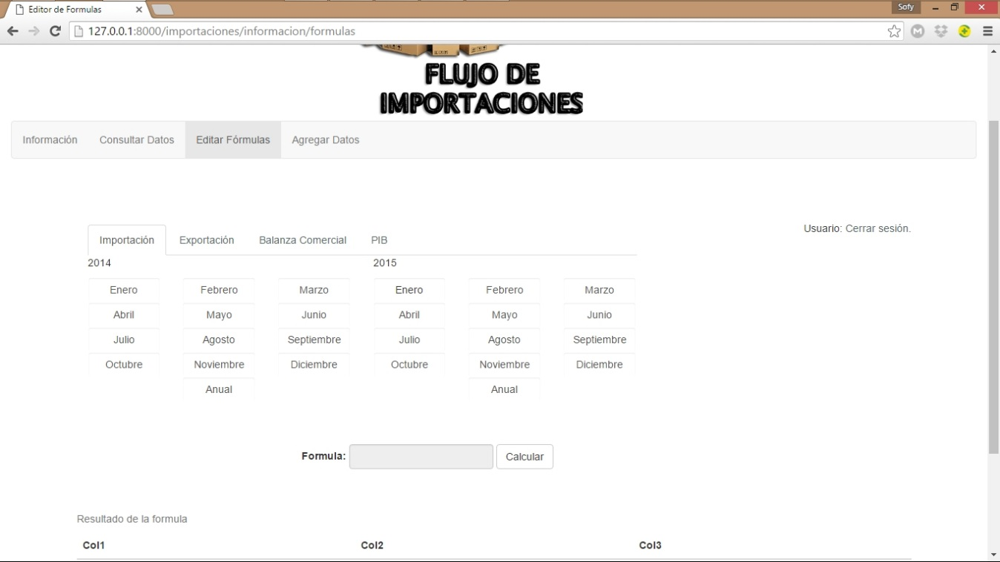 Editor de Formulas
Sofy
127.0.0.1:8000/importaciones/informacion/formulas
FLUJO DE
IMPORTACIONES
Información Consultar Datos Editar Fórmulas Agregar Datos
Usuario: Cerrar sesión.
Importación Exportación Balanza Comercial PIB
2014 2015
Enero Febrero Marzo Enero Febrero Marzo
Abril Mayo Junio Abril Mayo Junio
Julio Agosto Septiembre Julio Agosto Septiembre
Octubre Noviembre Diciembre Octubre Noviembre Diciembre
Anual Anual
Formula: Calcular
Resultado de la formula
Col1 Col2 Col3